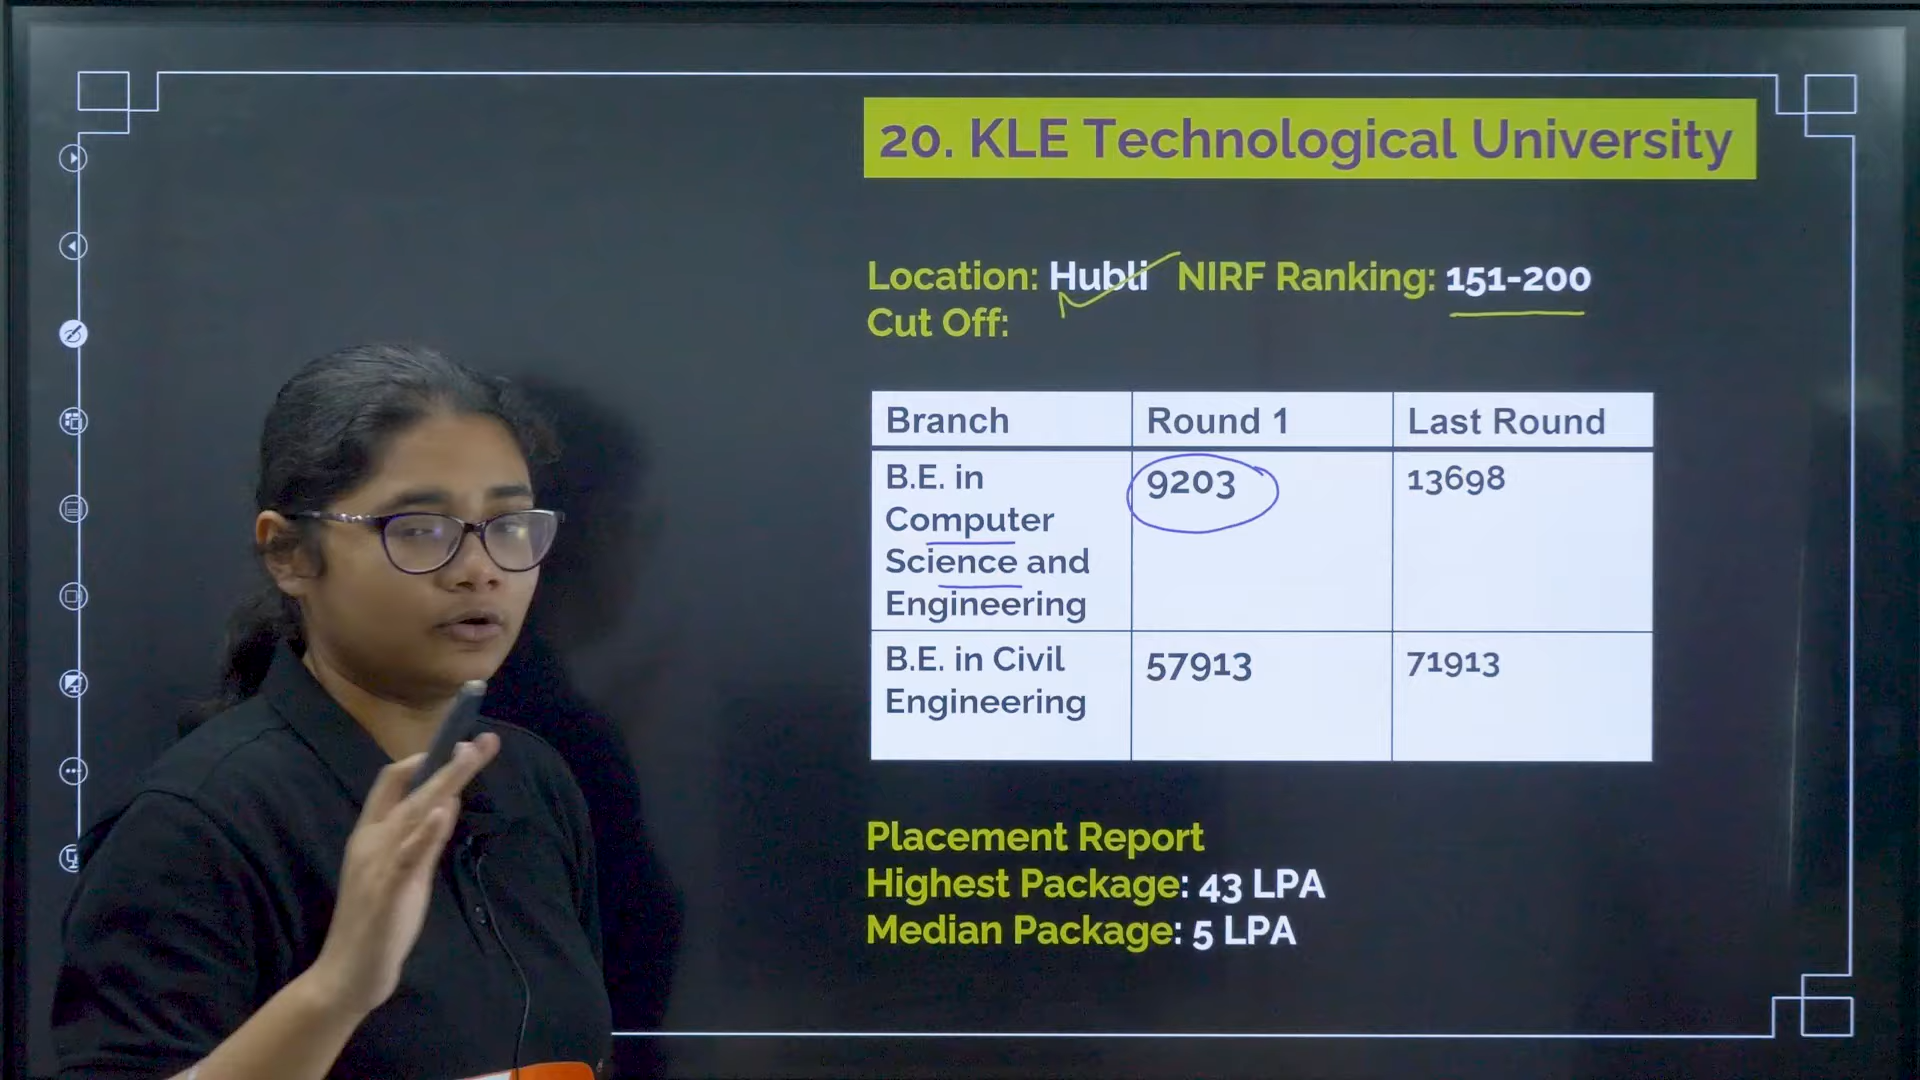 20. KLE Technological University
Location: Hubli NIRF Ranking: 151-200
Cut Off:
Branch Round 1 Last Round
B.E. in Computer Science and Engineering 9203 13698
B.E. in Civil Engineering 57913 71913
Placement Report
Highest Package: 43 LPA
Median Package: 5 LPA